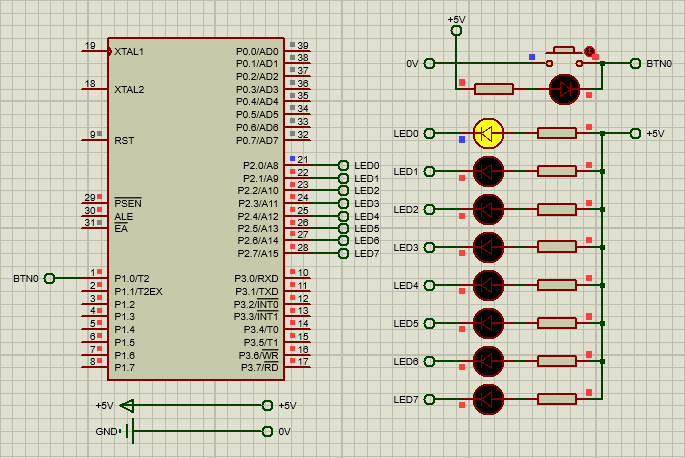 +5V
0V
BTN0
19 XTAL1 P0.0/AD0 39
P0.1/AD1 38
P0.2/AD2 37
18 XTAL2 P0.3/AD3 36
P0.4/AD4 35
P0.5/AD5 34
P0.6/AD6 33
9 RST P0.7/AD7 32
P2.0/A8 21 LED0
P2.1/A9 22 LED1
P2.2/A10 23 LED2
29 PSEN P2.3/A11 24 LED3
30 ALE P2.4/A12 25 LED4
31 EA P2.5/A13 26 LED5
P2.6/A14 27 LED6
P2.7/A15 28 LED7
BTN0 1 P1.0/T2 P3.0/RXD 10
2 P1.1/T2EX P3.1/TXD 11
3 P1.2 P3.2/INT0 12
4 P1.3 P3.3/INT1 13
5 P1.4 P3.4/T0 14
6 P1.5 P3.5/T1 15
7 P1.6 P3.6/WR 16
8 P1.7 P3.7/RD 17
LED0 +5V
LED1
LED2
LED3
LED4
LED5
LED6
LED7
+5V +5V
GND 0V